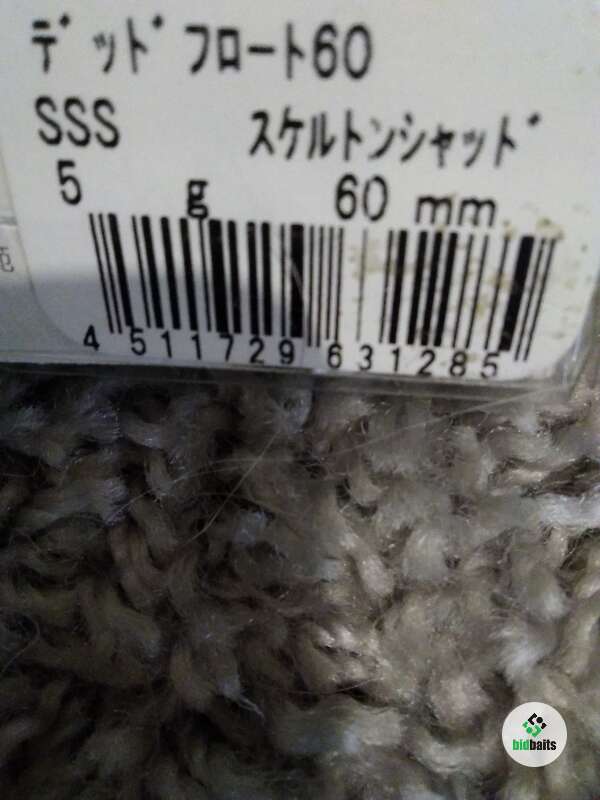 デッドフロート60
SSS スケルトンシャッド
5 g 60 mm
4 511729 631285
bidbaits